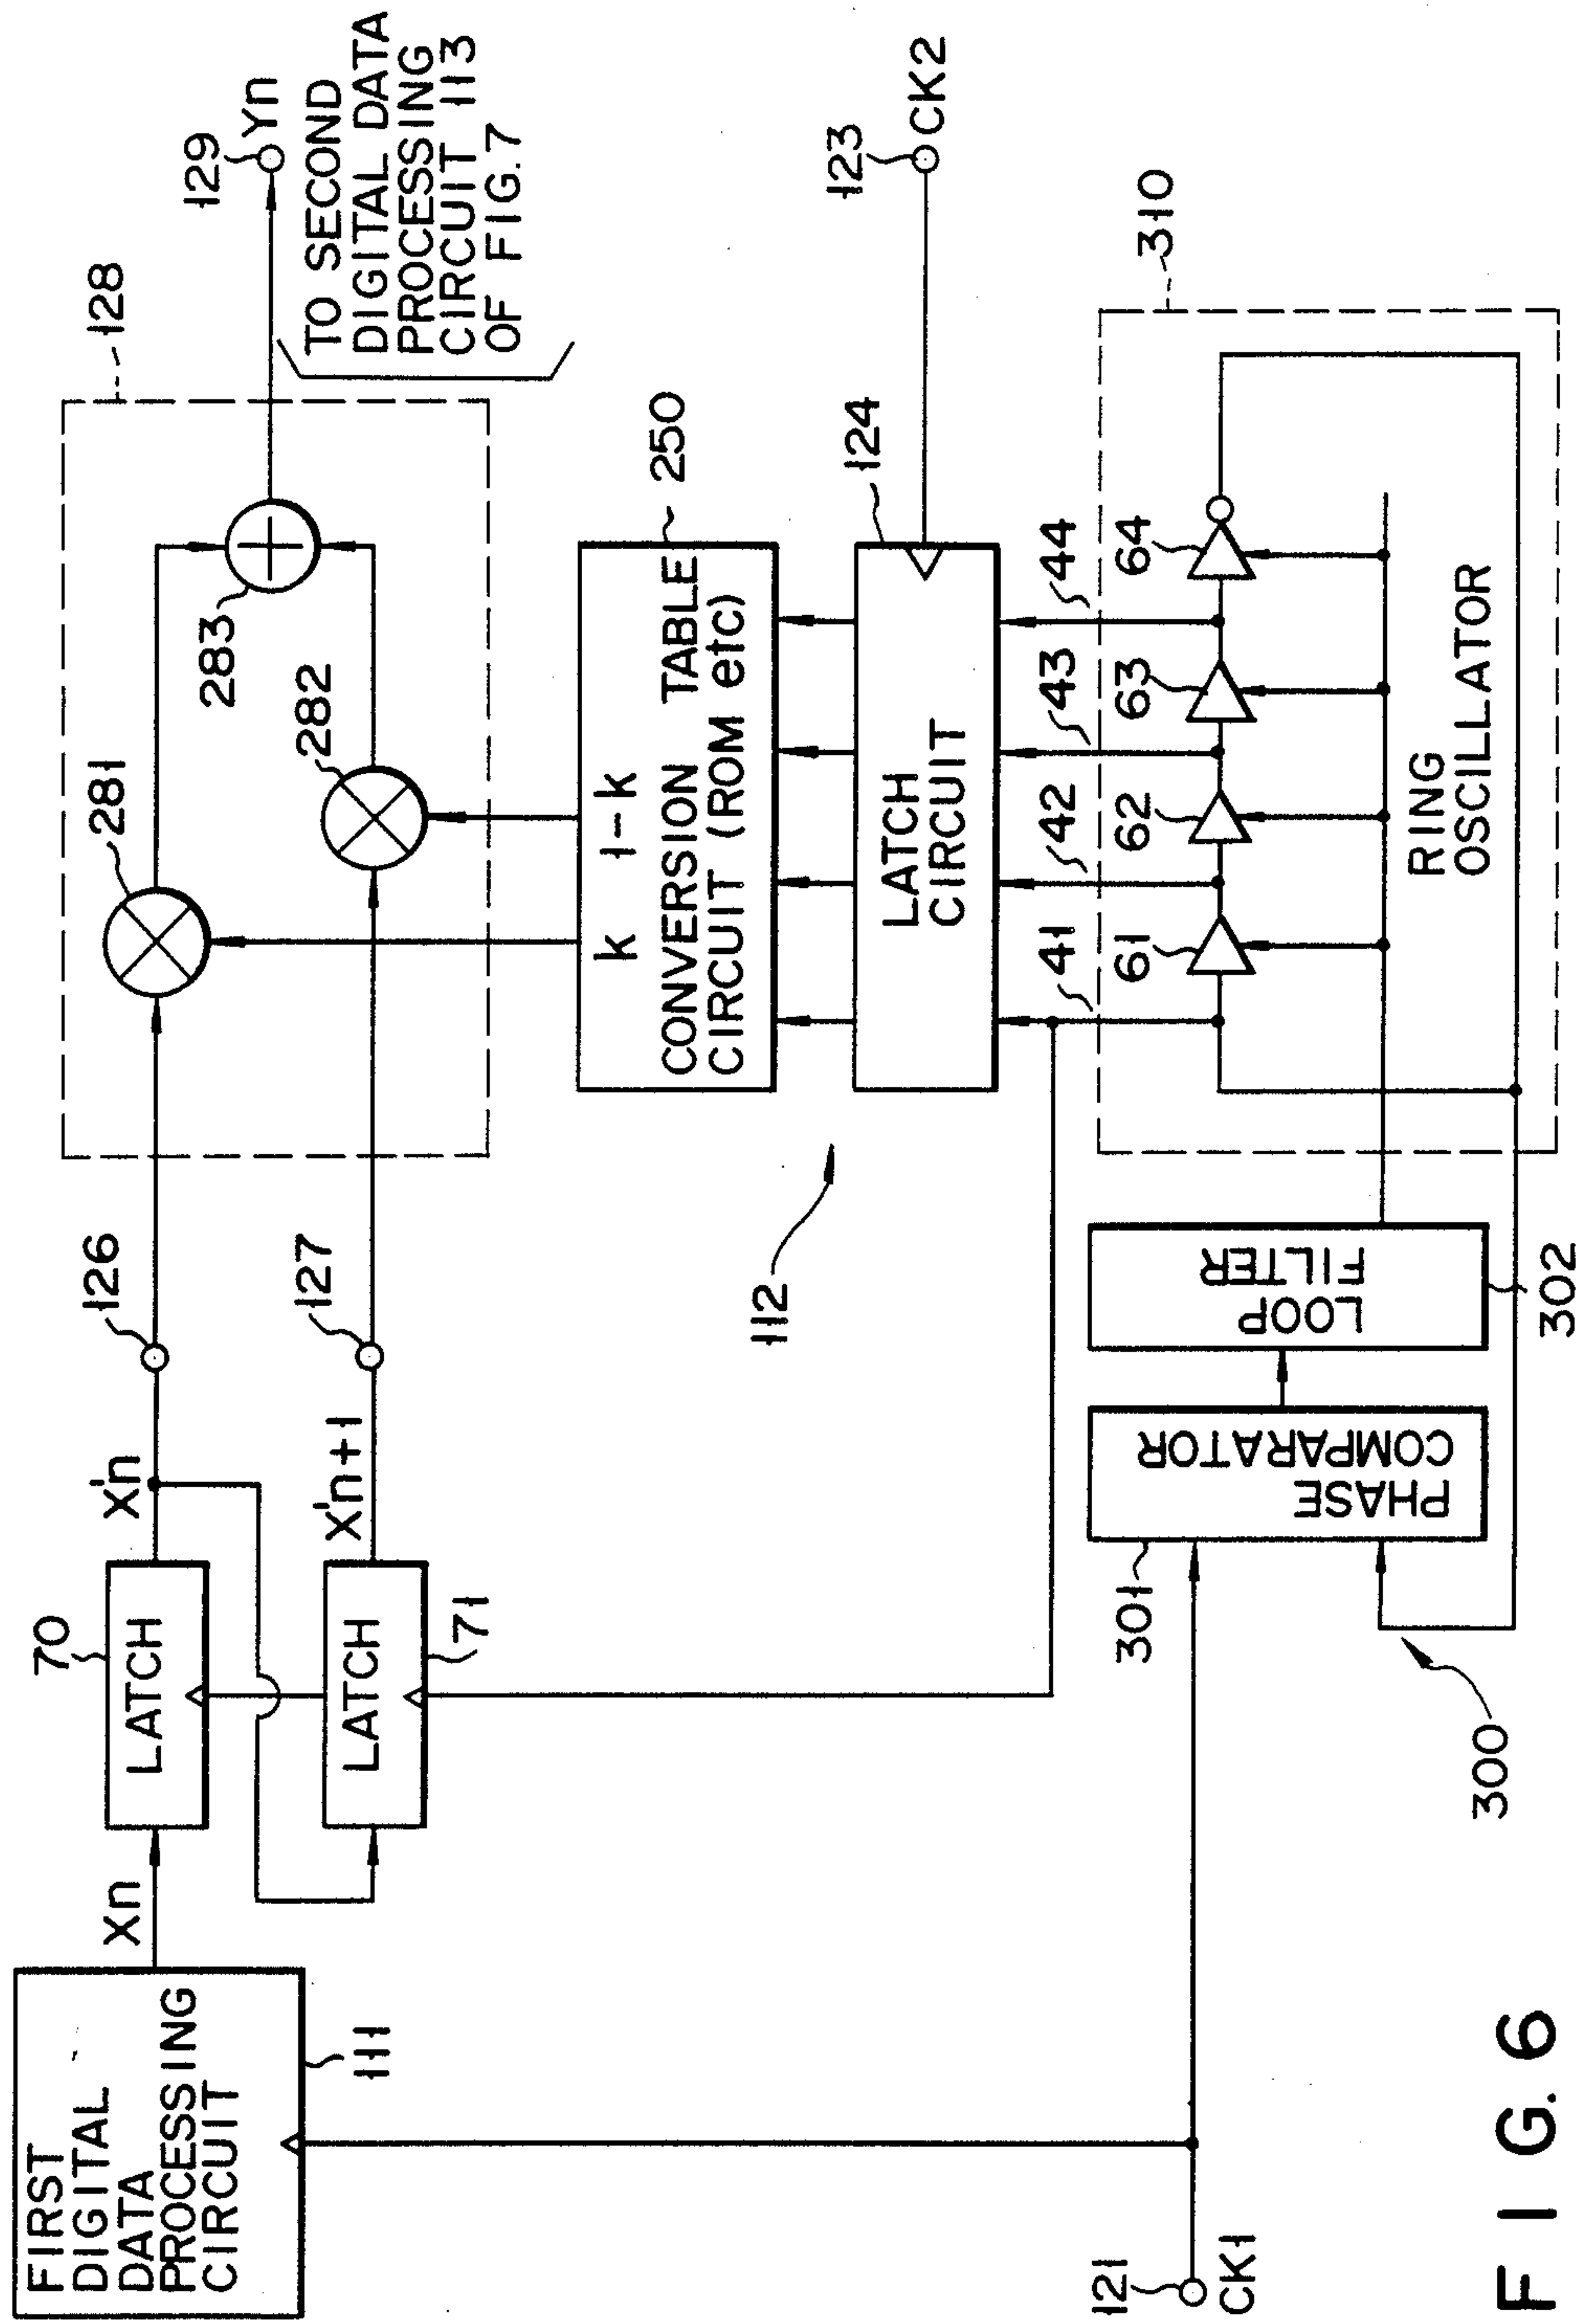 FIRST
DIGITAL
DATA
PROCESSING
CIRCUIT
111
Xn
70
LATCH
X'n
126
LATCH
71
X'n+1
127
128
281
282
283
129
Yn
TO SECOND
DIGITAL DATA
PROCESSING
CIRCUIT 113
OF FIG.7
k 1-k
CONVERSION TABLE
CIRCUIT (ROM etc)
250
112
LATCH
CIRCUIT
124
123
CK2
41
42
43
44
61
62
63
64
310
RING
OSCILLATOR
121
CK1
301
PHASE
COMPARATOR
LOOP
FILTER
302
300
FIG. 6